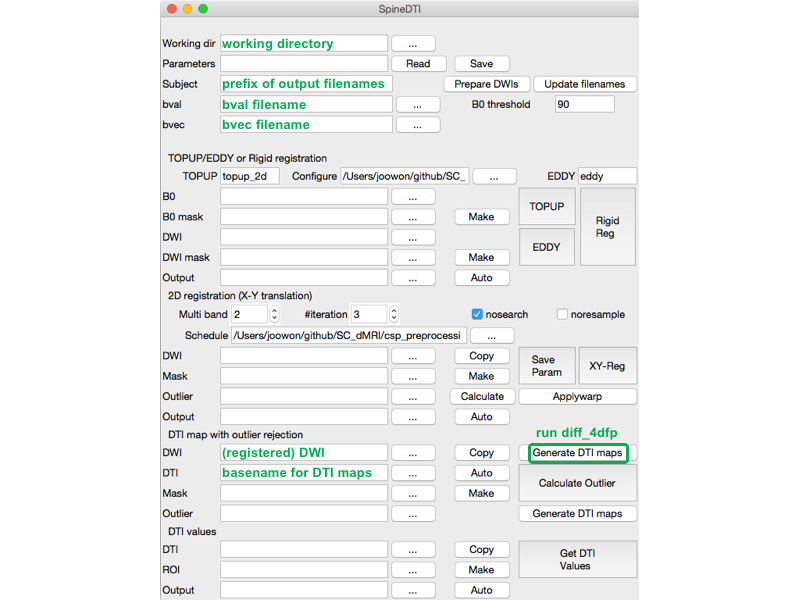 SpineDTI
Working dir working directory ...
Parameters Read Save
Subject prefix of output filenames Prepare DWIs Update filenames
bval bval filename ... B0 threshold 90
bvec bvec filename ...
TOPUP/EDDY or Rigid registration
TOPUP topup_2d Configure /Users/joowon/github/SC_ ... EDDY eddy
B0 ... TOPUP Rigid Reg
B0 mask ... Make
DWI ... EDDY
DWI mask ... Make
Output ... Auto
2D registration (X-Y translation)
Multi band 2 #iteration 3 nosearch noresample
Schedule /Users/joowon/github/SC_dMRI/csp_preprocessi ...
DWI ... Copy Save Param XY-Reg
Mask ... Make
Outlier ... Calculate Applywarp
Output ... Auto
run diff_4dfp
DTI map with outlier rejection
DWI (registered) DWI ... Copy Generate DTI maps
DTI basename for DTI maps ... Auto Calculate Outlier
Mask ... Make
Outlier ... Generate DTI maps
DTI values
DTI ... Copy Get DTI Values
ROI ... Make
Output ... Auto